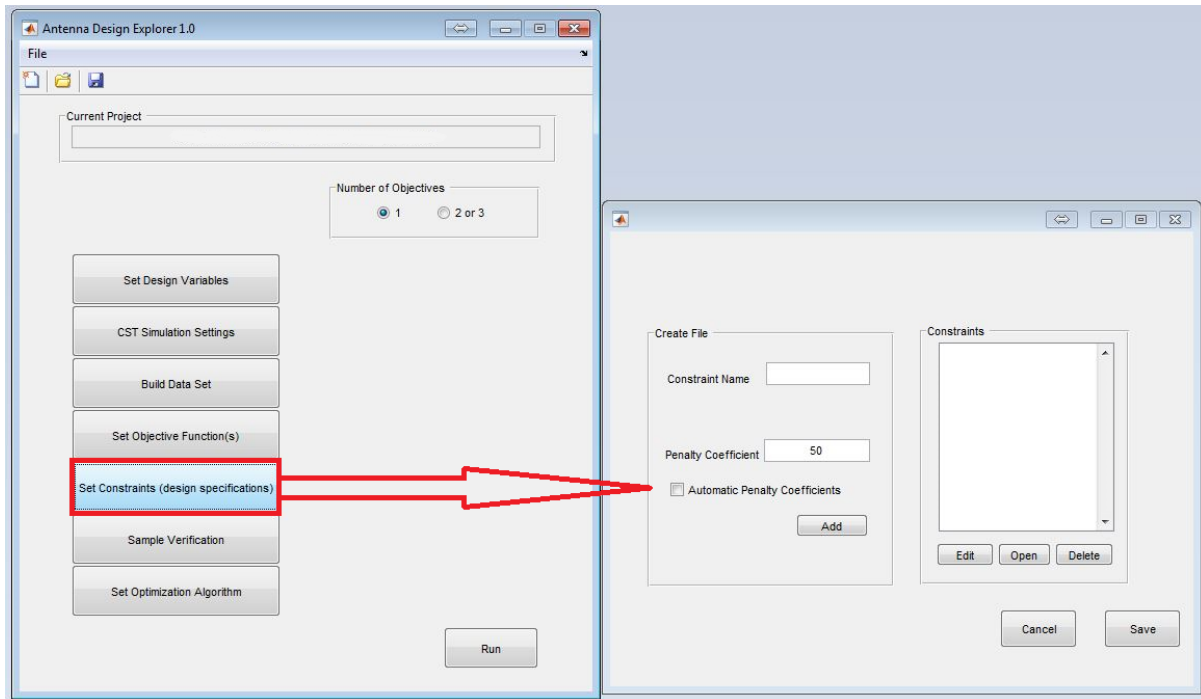 Antenna Design Explorer 1.0
File
Current Project
Number of Objectives
1
2 or 3
Set Design Variables
CST Simulation Settings
Build Data Set
Set Objective Function(s)
Set Constraints (design specifications)
Sample Verification
Set Optimization Algorithm
Run
Create File
Constraint Name
Penalty Coefficient 50
Automatic Penalty Coefficients
Add
Constraints
Edit Open Delete
Cancel Save